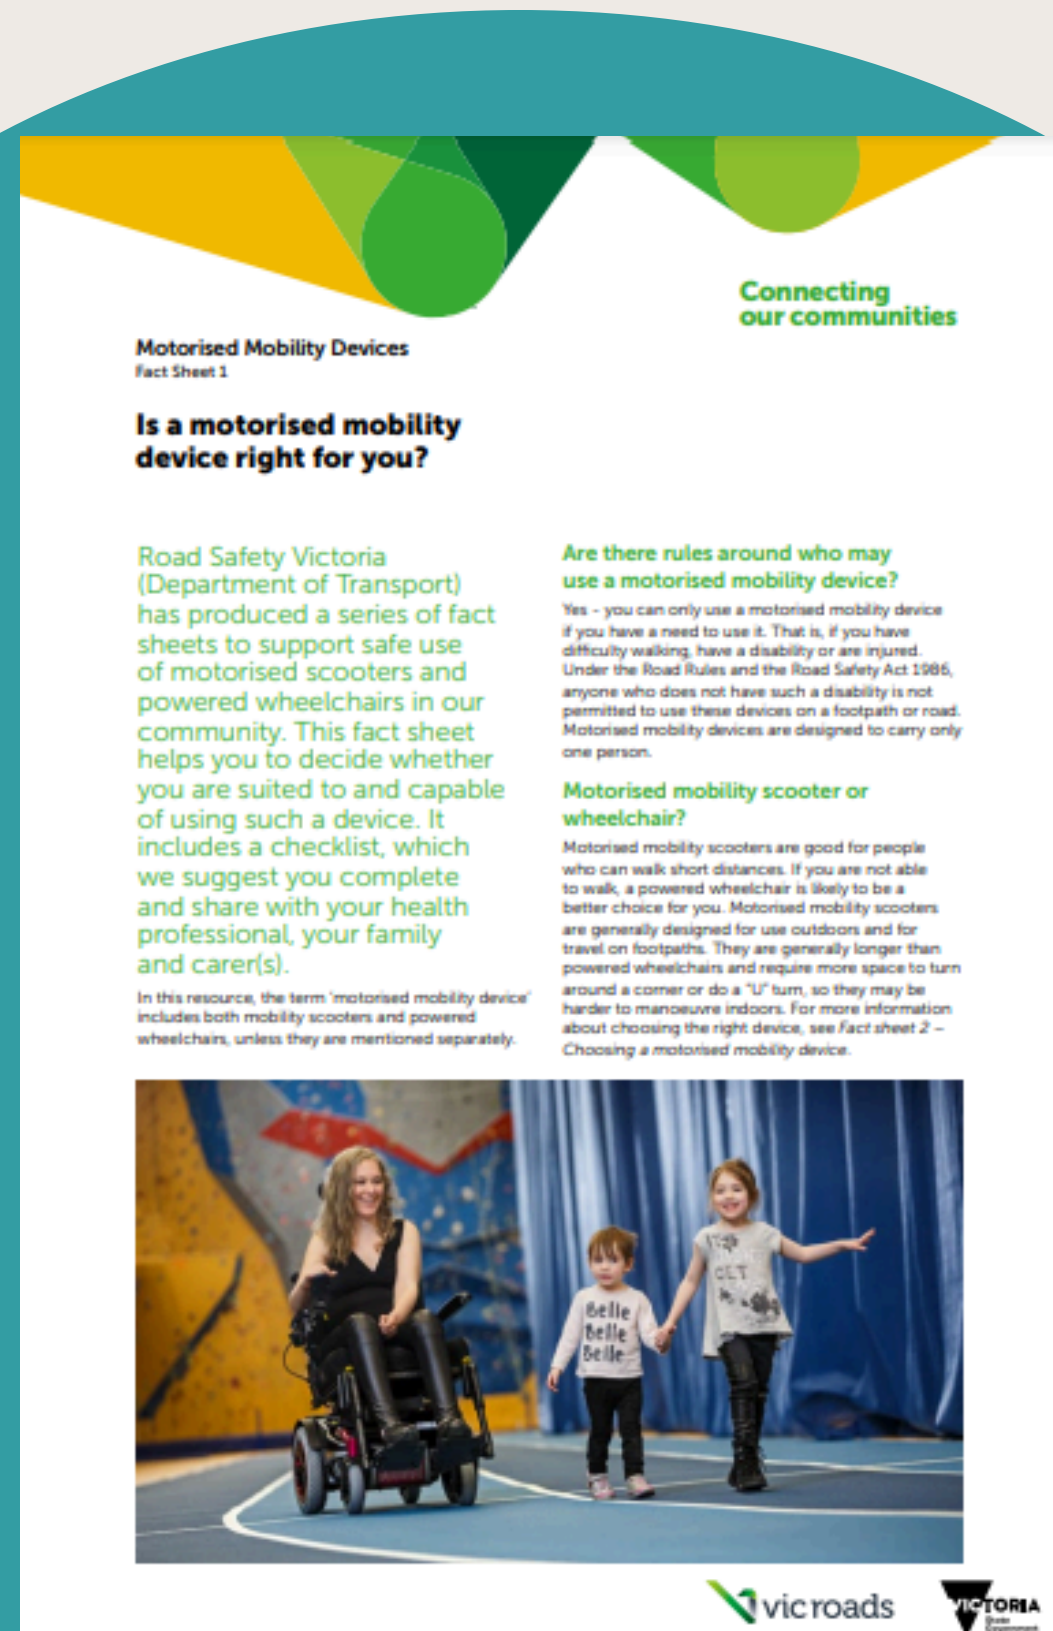 Connecting
our communities
Motorised Mobility Devices
Fact Sheet 1
Is a motorised mobility
device right for you?
Road Safety Victoria
(Department of Transport)
has produced a series of fact
sheets to support safe use
of motorised scooters and
powered wheelchairs in our
community. This fact sheet
helps you to decide whether
you are suited to and capable
of using such a device. It
includes a checklist, which
we suggest you complete
and share with your health
professional, your family
and carer(s).
In this resource, the term 'motorised mobility device'
includes both mobility scooters and powered
wheelchairs, unless they are mentioned separately.
Are there rules around who may
use a motorised mobility device?
Yes – you can only use a motorised mobility device
if you have a need to use it. That is, if you have
difficulty walking, have a disability or are injured.
Under the Road Rules and the Road Safety Act 1986,
anyone who does not have such a disability is not
permitted to use these devices on a footpath or road.
Motorised mobility devices are designed to carry only
one person.
Motorised mobility scooter or
wheelchair?
Motorised mobility scooters are good for people
who can walk short distances. If you are not able
to walk, a powered wheelchair is likely to be a
better choice for you. Motorised mobility scooters
are generally designed for use outdoors and for
travel on footpaths. They are generally longer than
powered wheelchairs and require more space to turn
around a corner or do a "U" turn, so they may be
harder to manoeuvre indoors. For more information
about choosing the right device, see Fact sheet 2 –
Choosing a motorised mobility device.
Belle
Belle
Belle
GET
vicroads
VICTORIA
State
Government